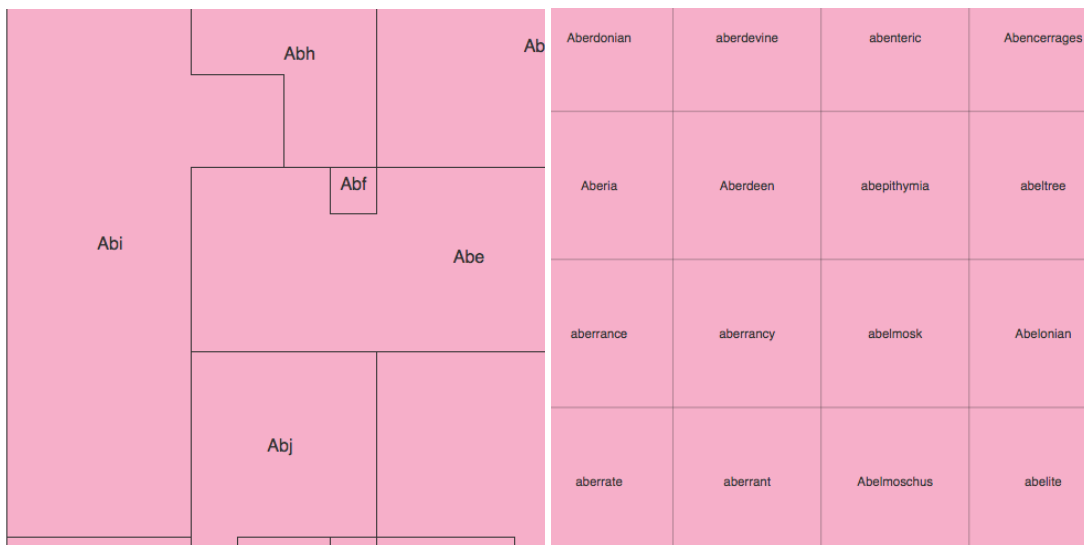 Abh
Ab
Abf
Abi
Abe
Abj
Aberdonian aberdevine abenteric Abencerrages
Aberia Aberdeen abepithymia abeltree
aberrance aberrancy abelmosk Abelonian
aberrate aberrant Abelmoschus abelite